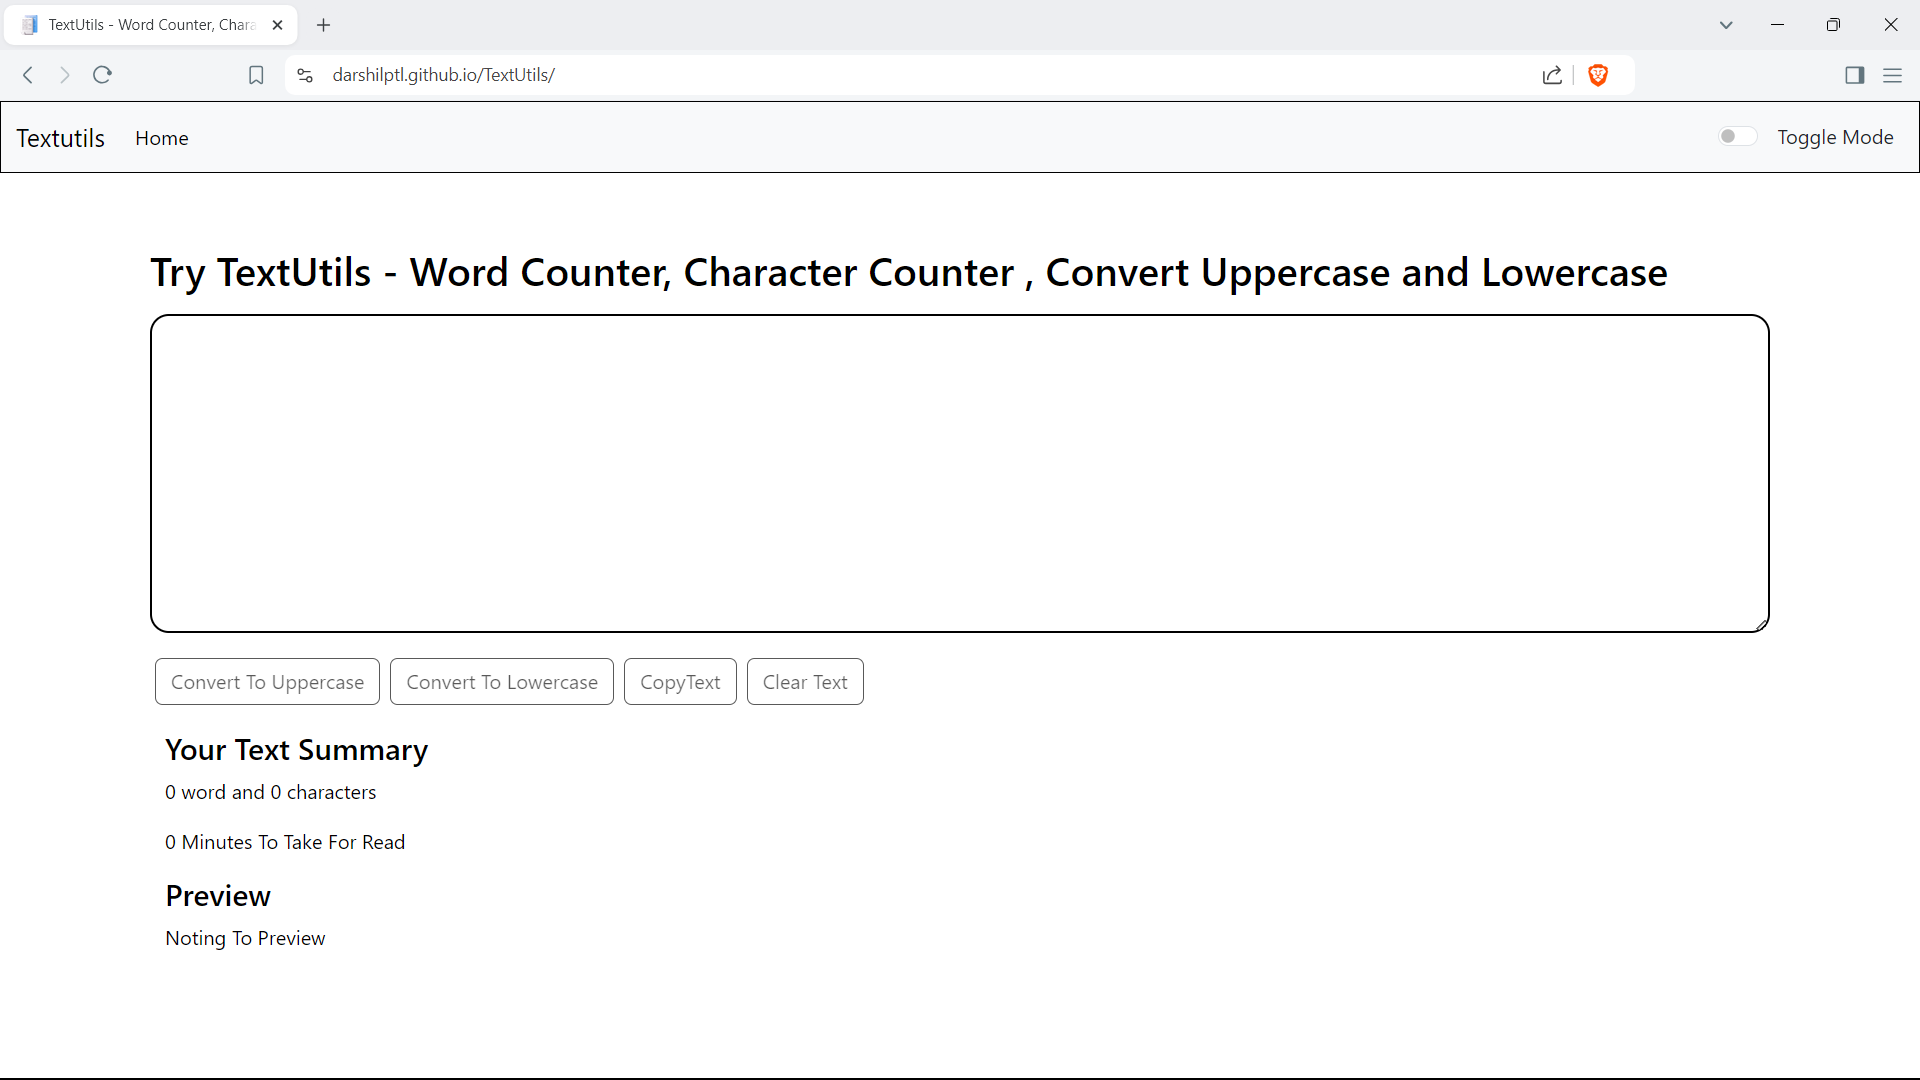 TextUtils - Word Counter, Chara
darshilptl.github.io/TextUtils/
Textutils Home Toggle Mode
Try TextUtils - Word Counter, Character Counter , Convert Uppercase and Lowercase
Convert To Uppercase Convert To Lowercase CopyText Clear Text
Your Text Summary
0 word and 0 characters
0 Minutes To Take For Read
Preview
Noting To Preview